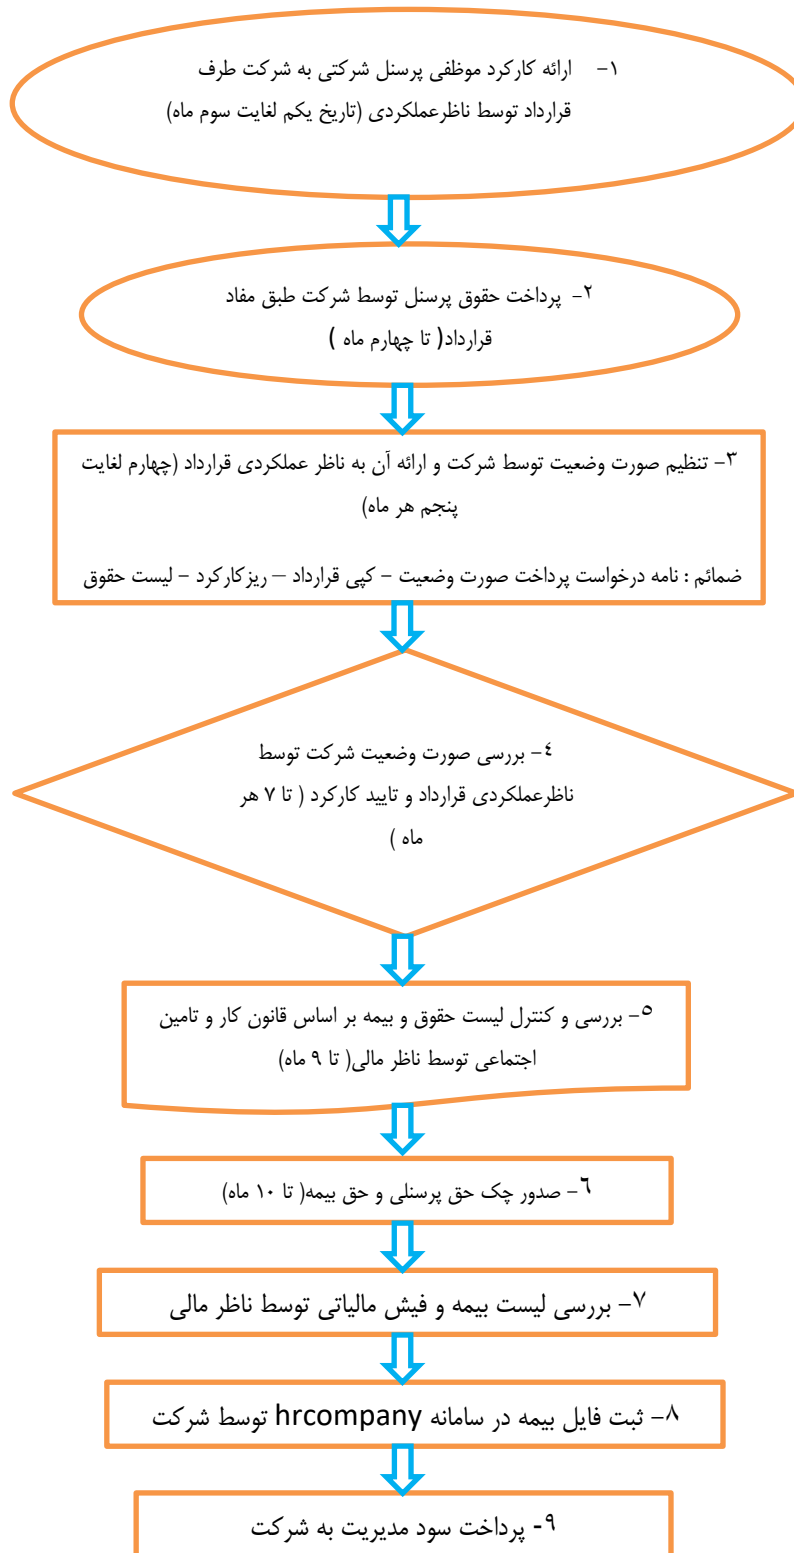 ۱- ارائه کارکرد موظفی پرسنل شرکتی به شرکت طرف
قرارداد توسط ناظرعملکردی (تاریخ یکم لغایت سوم ماه)
۲- پرداخت حقوق پرسنل توسط شرکت طبق مفاد
قرارداد( تا چهارم ماه )
۳- تنظیم صورت وضعیت توسط شرکت و ارائه آن به ناظر عملکردی قرارداد (چهارم لغایت
پنجم هر ماه)
ضمائم : نامه درخواست پرداخت صورت وضعیت – کپی قرارداد – ریزکارکرد – لیست حقوق
٤- بررسی صورت وضعیت شرکت توسط
ناظرعملکردی قرارداد و تایید کارکرد ( تا ۷ هر
ماه )
٥- بررسی و کنترل لیست حقوق و بیمه بر اساس قانون کار و تامین
اجتماعی توسط ناظر مالی( تا ۹ ماه)
٦- صدور چک حق پرسنلی و حق بیمه( تا ۱۰ ماه)
۷- بررسی لیست بیمه و فیش مالیاتی توسط ناظر مالی
۸- ثبت فایل بیمه در سامانه hrcompany توسط شرکت
۹- پرداخت سود مدیریت به شرکت